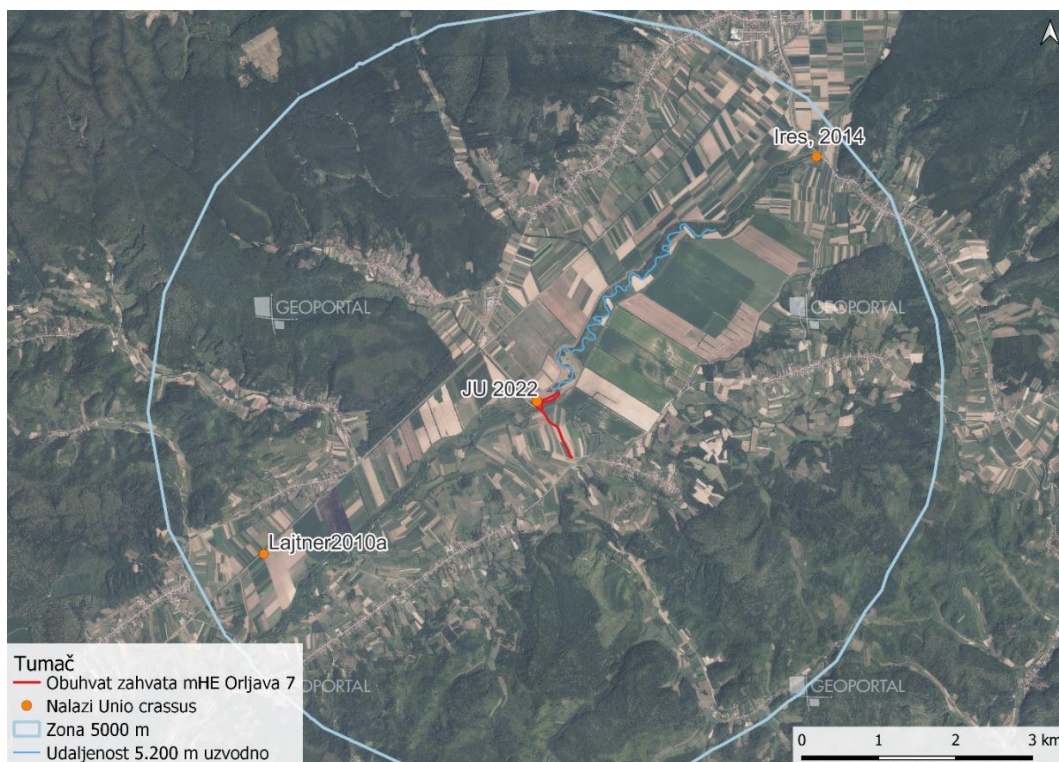 Ires, 2014
GEOPORTAL
GEOPORTAL
JU 2022
Lajtner2010a
Tumač
Obuhvat zahvata mHE Orljava 7
Nalazi Unio crassus
Zona 5000 m
Udaljenost 5.200 m uzvodno
GEOPORTAL
GEOPORTAL
0 1 2 3 km